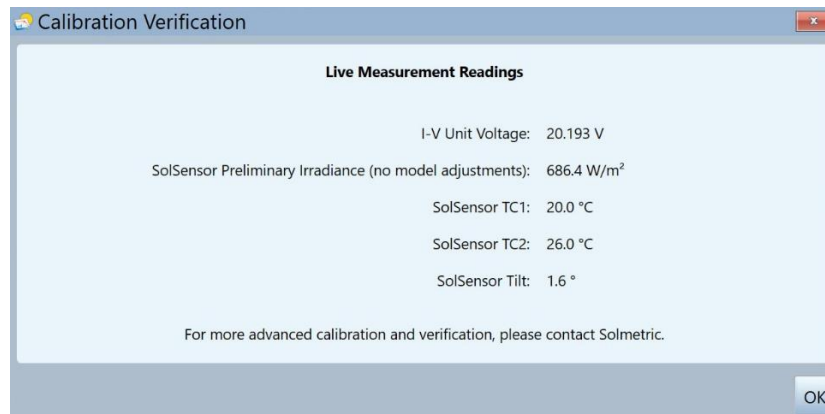 Calibration Verification
x
Live Measurement Readings
I-V Unit Voltage: 20.193 V
SolSensor Preliminary Irradiance (no model adjustments): 686.4 W/m²
SolSensor TC1: 20.0 °C
SolSensor TC2: 26.0 °C
SolSensor Tilt: 1.6 °
For more advanced calibration and verification, please contact Solmetric.
OK